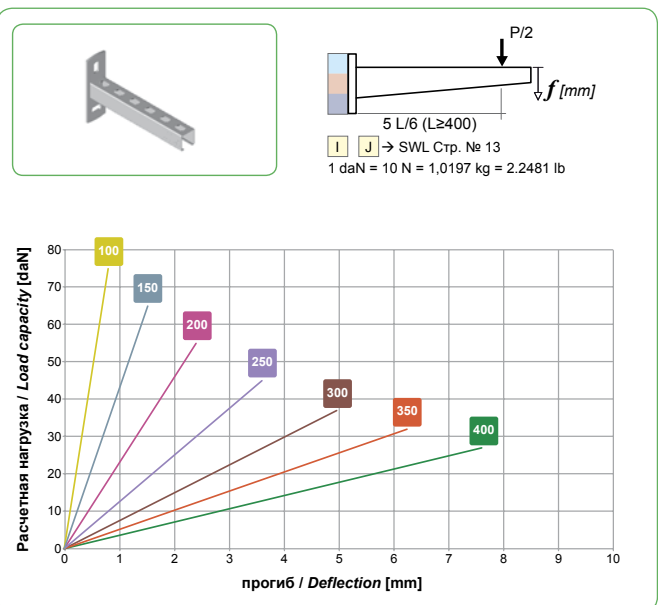 P/2
f [mm]
5 L/6 (L≥400)
I J → SWL Стр. № 13
1 daN = 10 N = 1,0197 kg = 2.2481 lb
Расчетная нагрузка / Load capacity [daN]
80
70
60
50
40
30
20
10
0
100
150
200
250
300
350
400
0 1 2 3 4 5 6 7 8 9 10
прогиб / Deflection [mm]